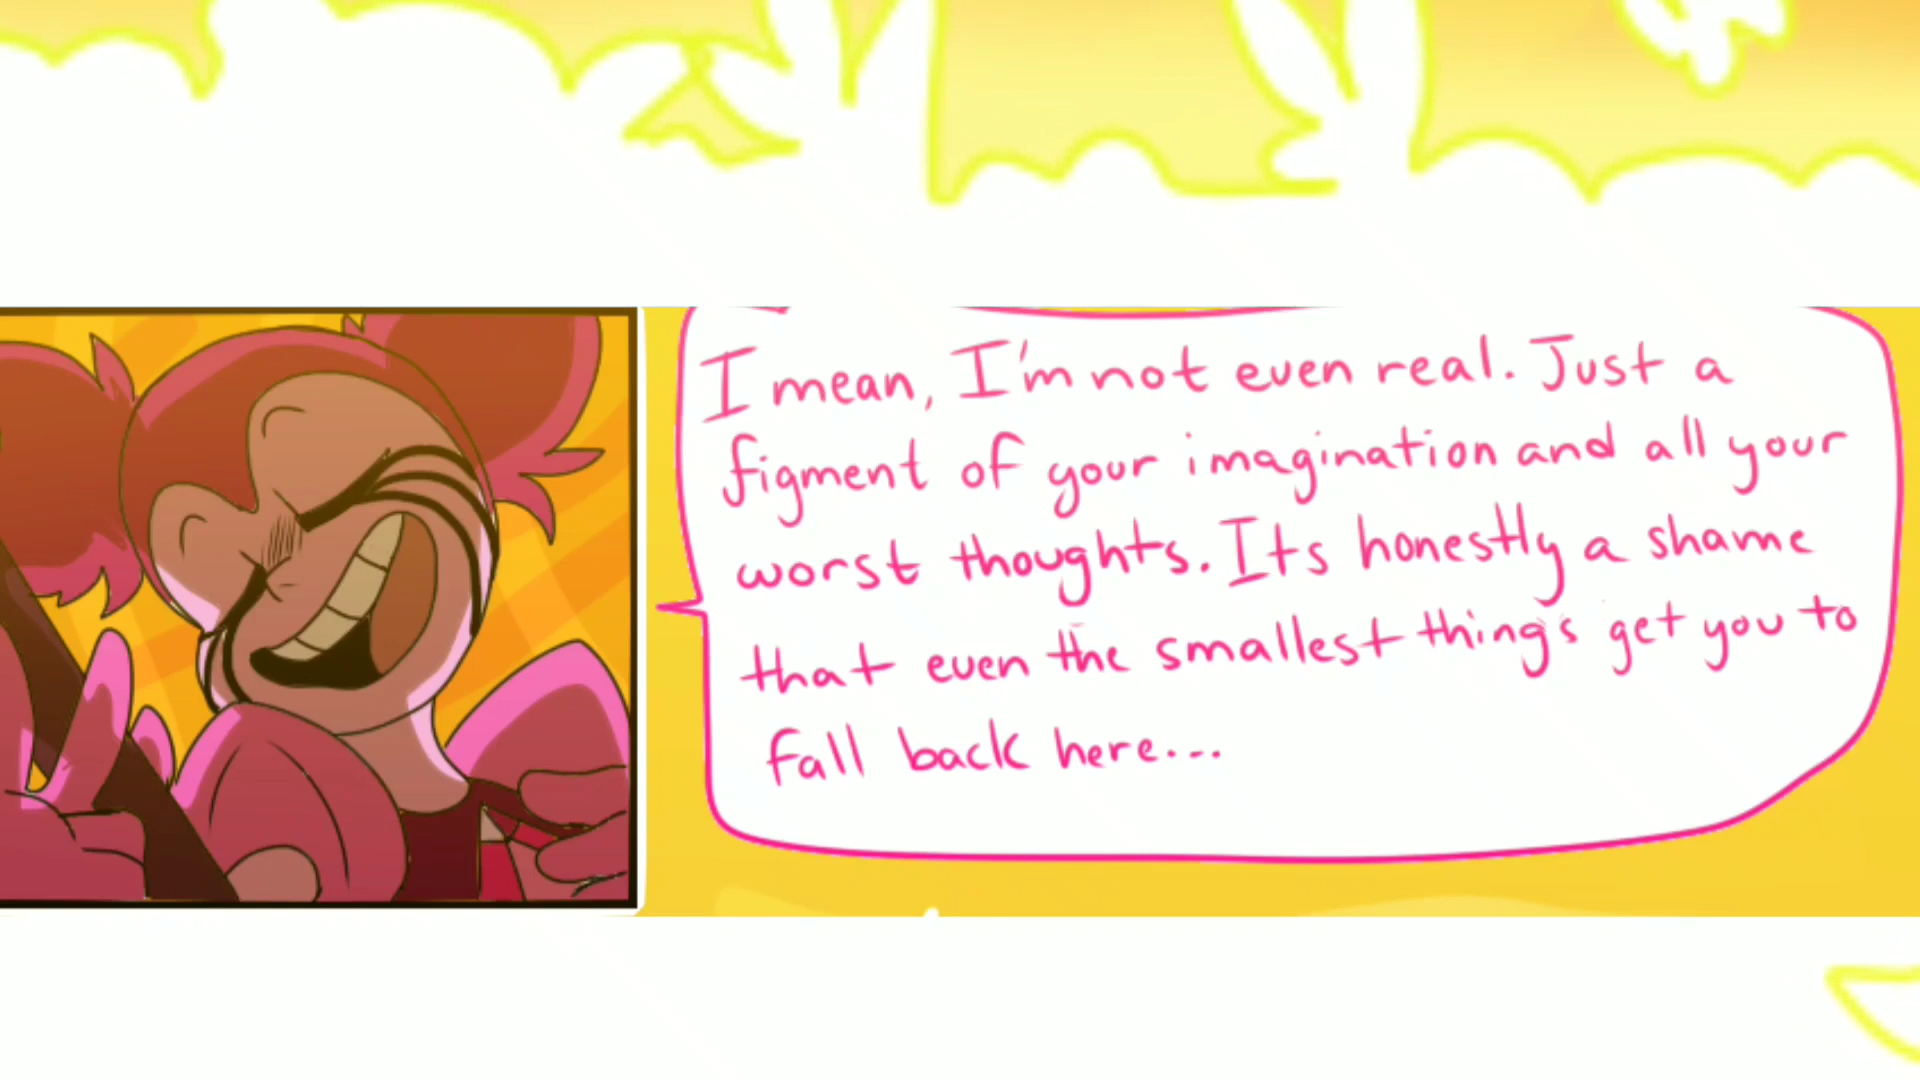 I mean, I'm not even real. Just a
figment of your imagination and all your
worst thoughts. Its honestly a shame
that even the smallest things get you to
fall back here...